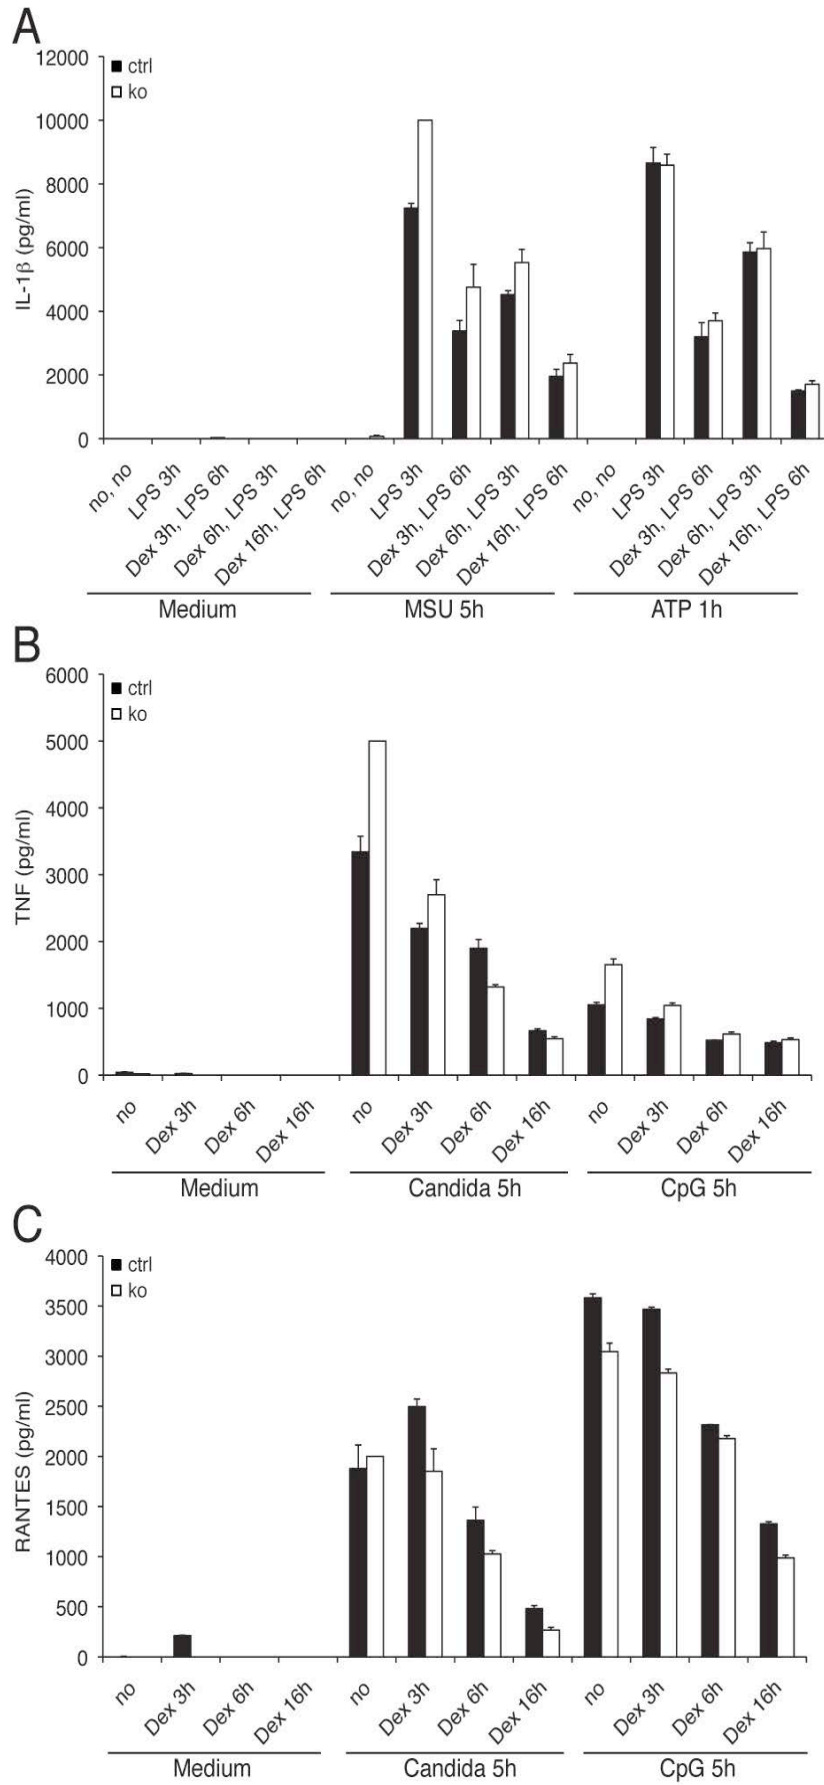 A
12000
10000
8000
6000
4000
2000
0
IL-1β (pg/ml)
ctrl
ko
no, no
LPS 3h
Dex 3h, LPS 6h
Dex 6h, LPS 3h
Dex 16h, LPS 6h
no, no
LPS 3h
Dex 3h, LPS 6h
Dex 6h, LPS 3h
Dex 16h, LPS 6h
no, no
LPS 3h
Dex 3h, LPS 6h
Dex 6h, LPS 3h
Dex 16h, LPS 6h
Medium
MSU 5h
ATP 1h
B
6000
5000
4000
3000
2000
1000
0
TNF (pg/ml)
ctrl
ko
no
Dex 3h
Dex 6h
Dex 16h
no
Dex 3h
Dex 6h
Dex 16h
no
Dex 3h
Dex 6h
Dex 16h
Medium
Candida 5h
CpG 5h
C
4000
3500
3000
2500
2000
1500
1000
500
0
RANTES (pg/ml)
ctrl
ko
no
Dex 3h
Dex 6h
Dex 16h
no
Dex 3h
Dex 6h
Dex 16h
no
Dex 3h
Dex 6h
Dex 16h
Medium
Candida 5h
CpG 5h